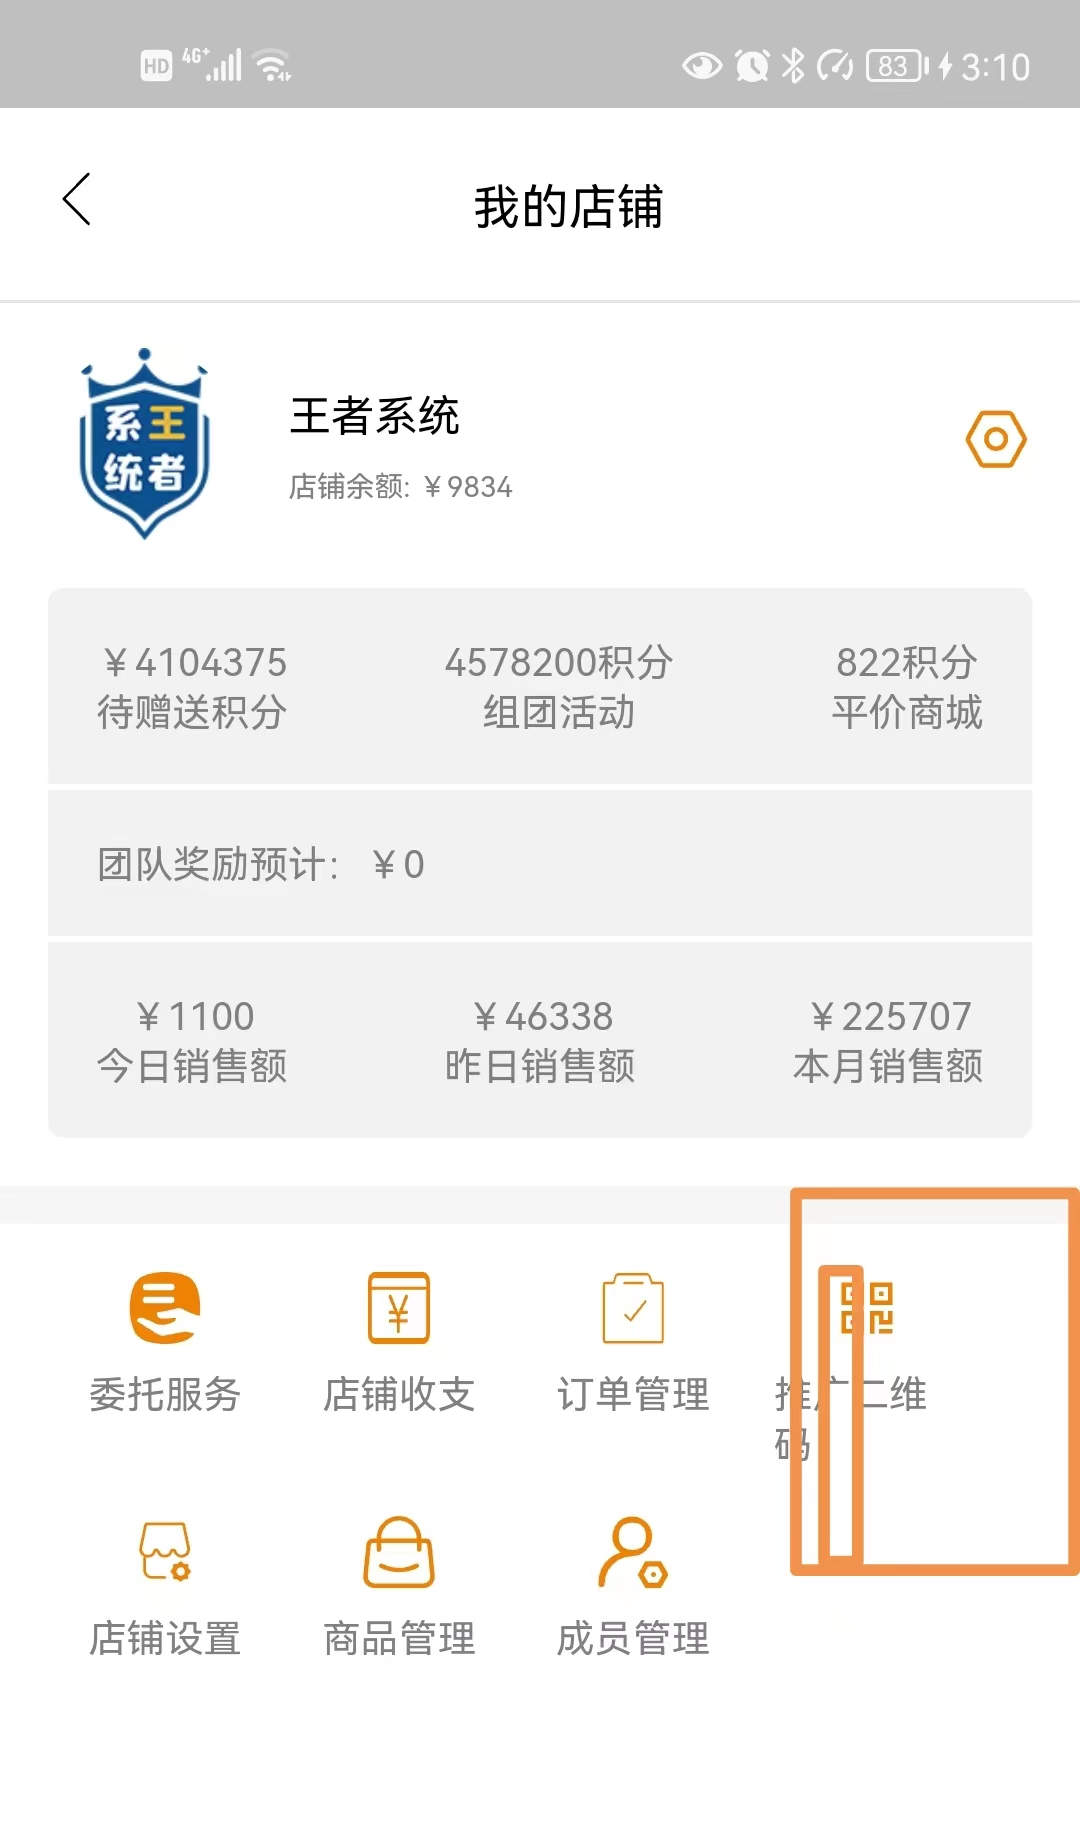 HD 4G+ 83 3:10
我的店铺
系王
统者
王者系统
店铺余额: ¥9834
¥4104375 4578200积分 822积分
待赠送积分 组团活动 平价商城
团队奖励预计: ¥0
¥1100 ¥46338 ¥225707
今日销售额 昨日销售额 本月销售额
¥
委托服务 店铺收支 订单管理 推广二维
码
店铺设置 商品管理 成员管理